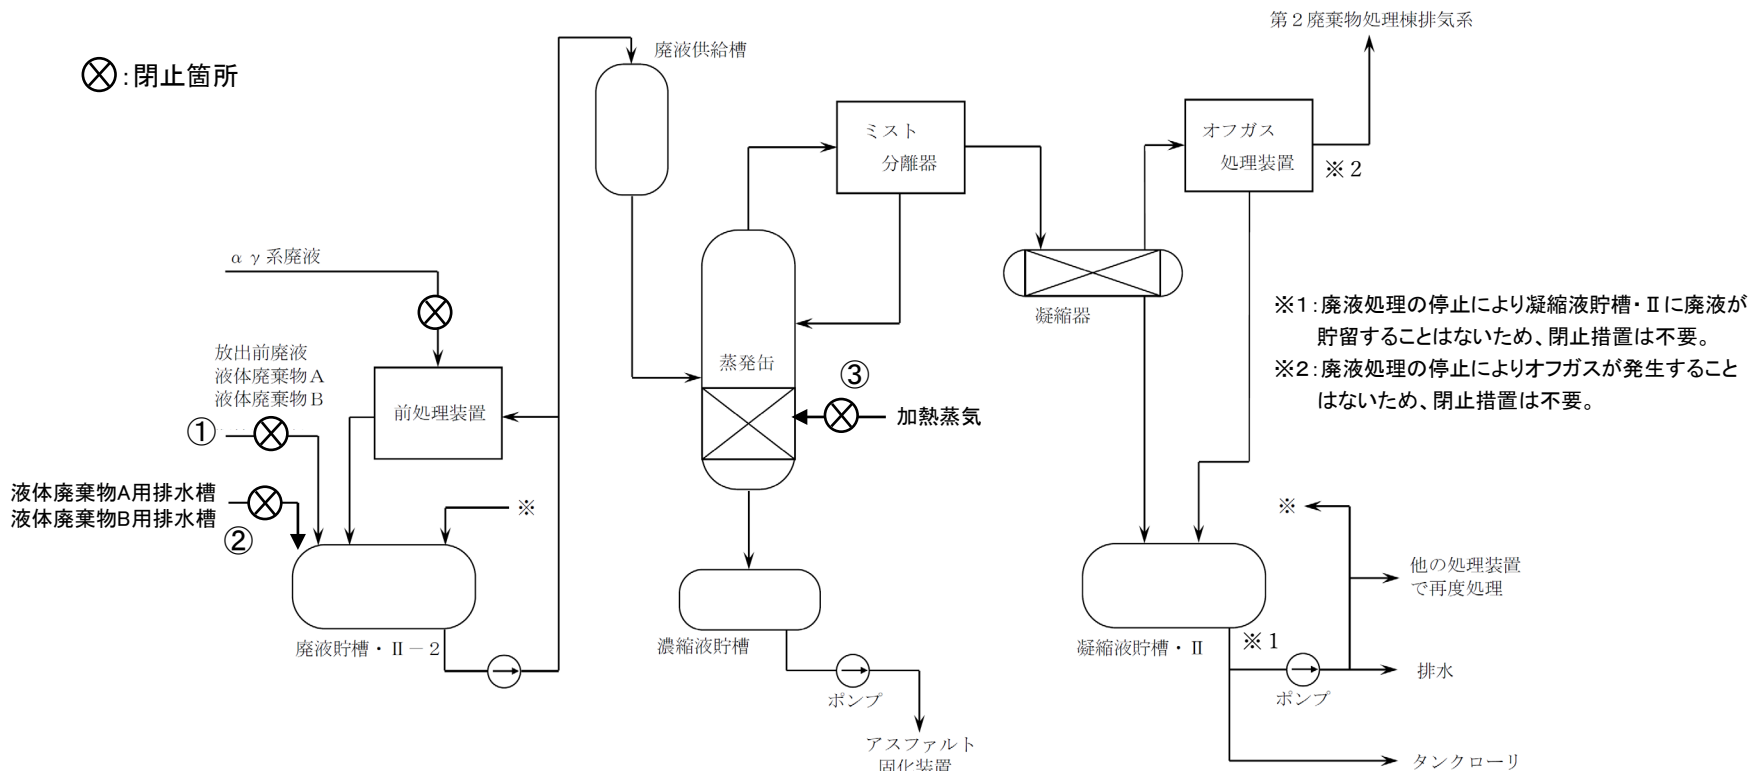 第２廃棄物処理棟排気系
廃液供給槽
:閉止箇所
ミスト
分離器
オフガス
処理装置
※２
αγ系廃液
凝縮器
※１:廃液処理の停止により凝縮液貯槽・Ⅱに廃液が
貯留することはないため、閉止措置は不要。
※２:廃液処理の停止によりオフガスが発生すること
はないため、閉止措置は不要。
放出前廃液
液体廃棄物Ａ
液体廃棄物Ｂ
蒸発缶
③
前処理装置
加熱蒸気
①
液体廃棄物A用排水槽
液体廃棄物B用排水槽
②
※
※
他の処理装置
で再度処理
廃液貯槽・Ⅱ－２
濃縮液貯槽
凝縮液貯槽・Ⅱ
※１
排水
ポンプ
ポンプ
アスファルト
固化装置
タンクローリ